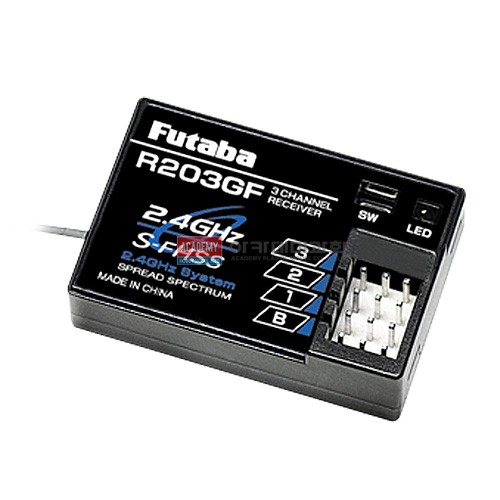 Futaba
R203GF
3 CHANNEL
RECEIVER
SW
LED
2.4GHz
S-FHSS
2.4GHz System
SPREAD SPECTRUM
MADE IN CHINA
3
2
1
B
ACADEMY